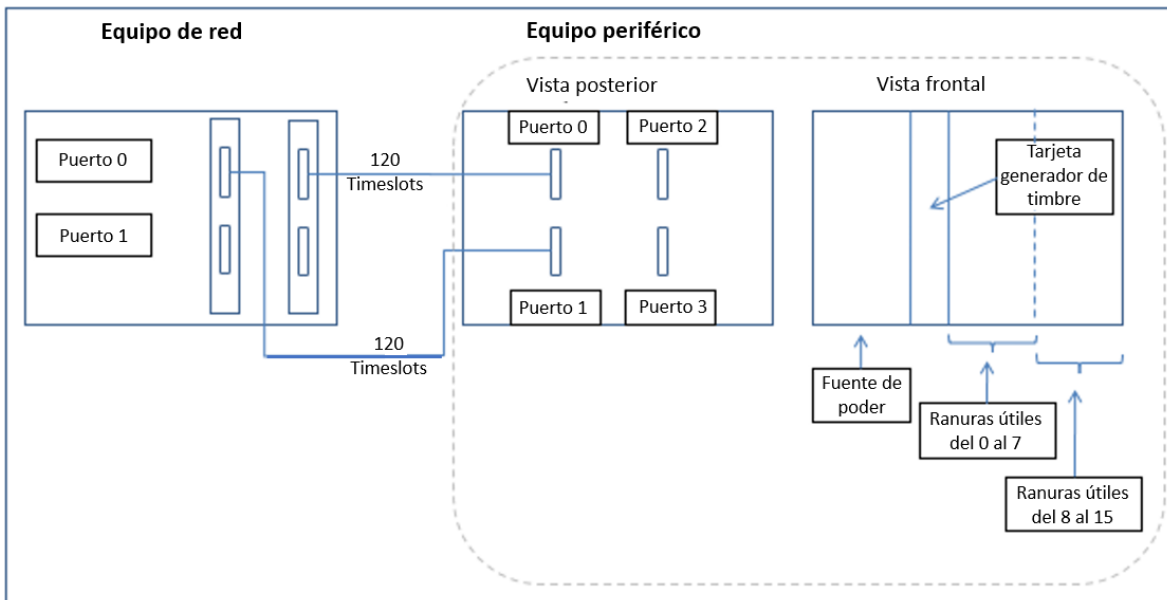 Equipo de red
Equipo periférico
Vista posterior
Vista frontal
Puerto 0
Puerto 1
120
Timeslots
120
Timeslots
Puerto 0
Puerto 2
Puerto 1
Puerto 3
Tarjeta
generador de
timbre
Fuente de
poder
Ranuras útiles
del 0 al 7
Ranuras útiles
del 8 al 15